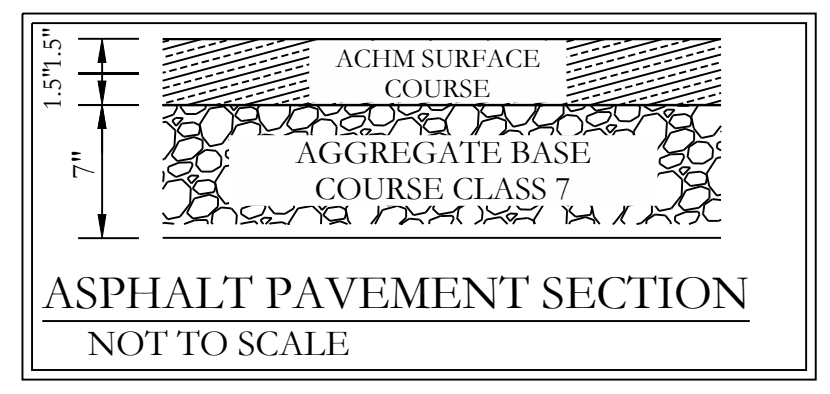 1.5"
1.5"
ACHM SURFACE
COURSE
7"
AGGREGATE BASE
COURSE CLASS 7
ASPHALT PAVEMENT SECTION
NOT TO SCALE